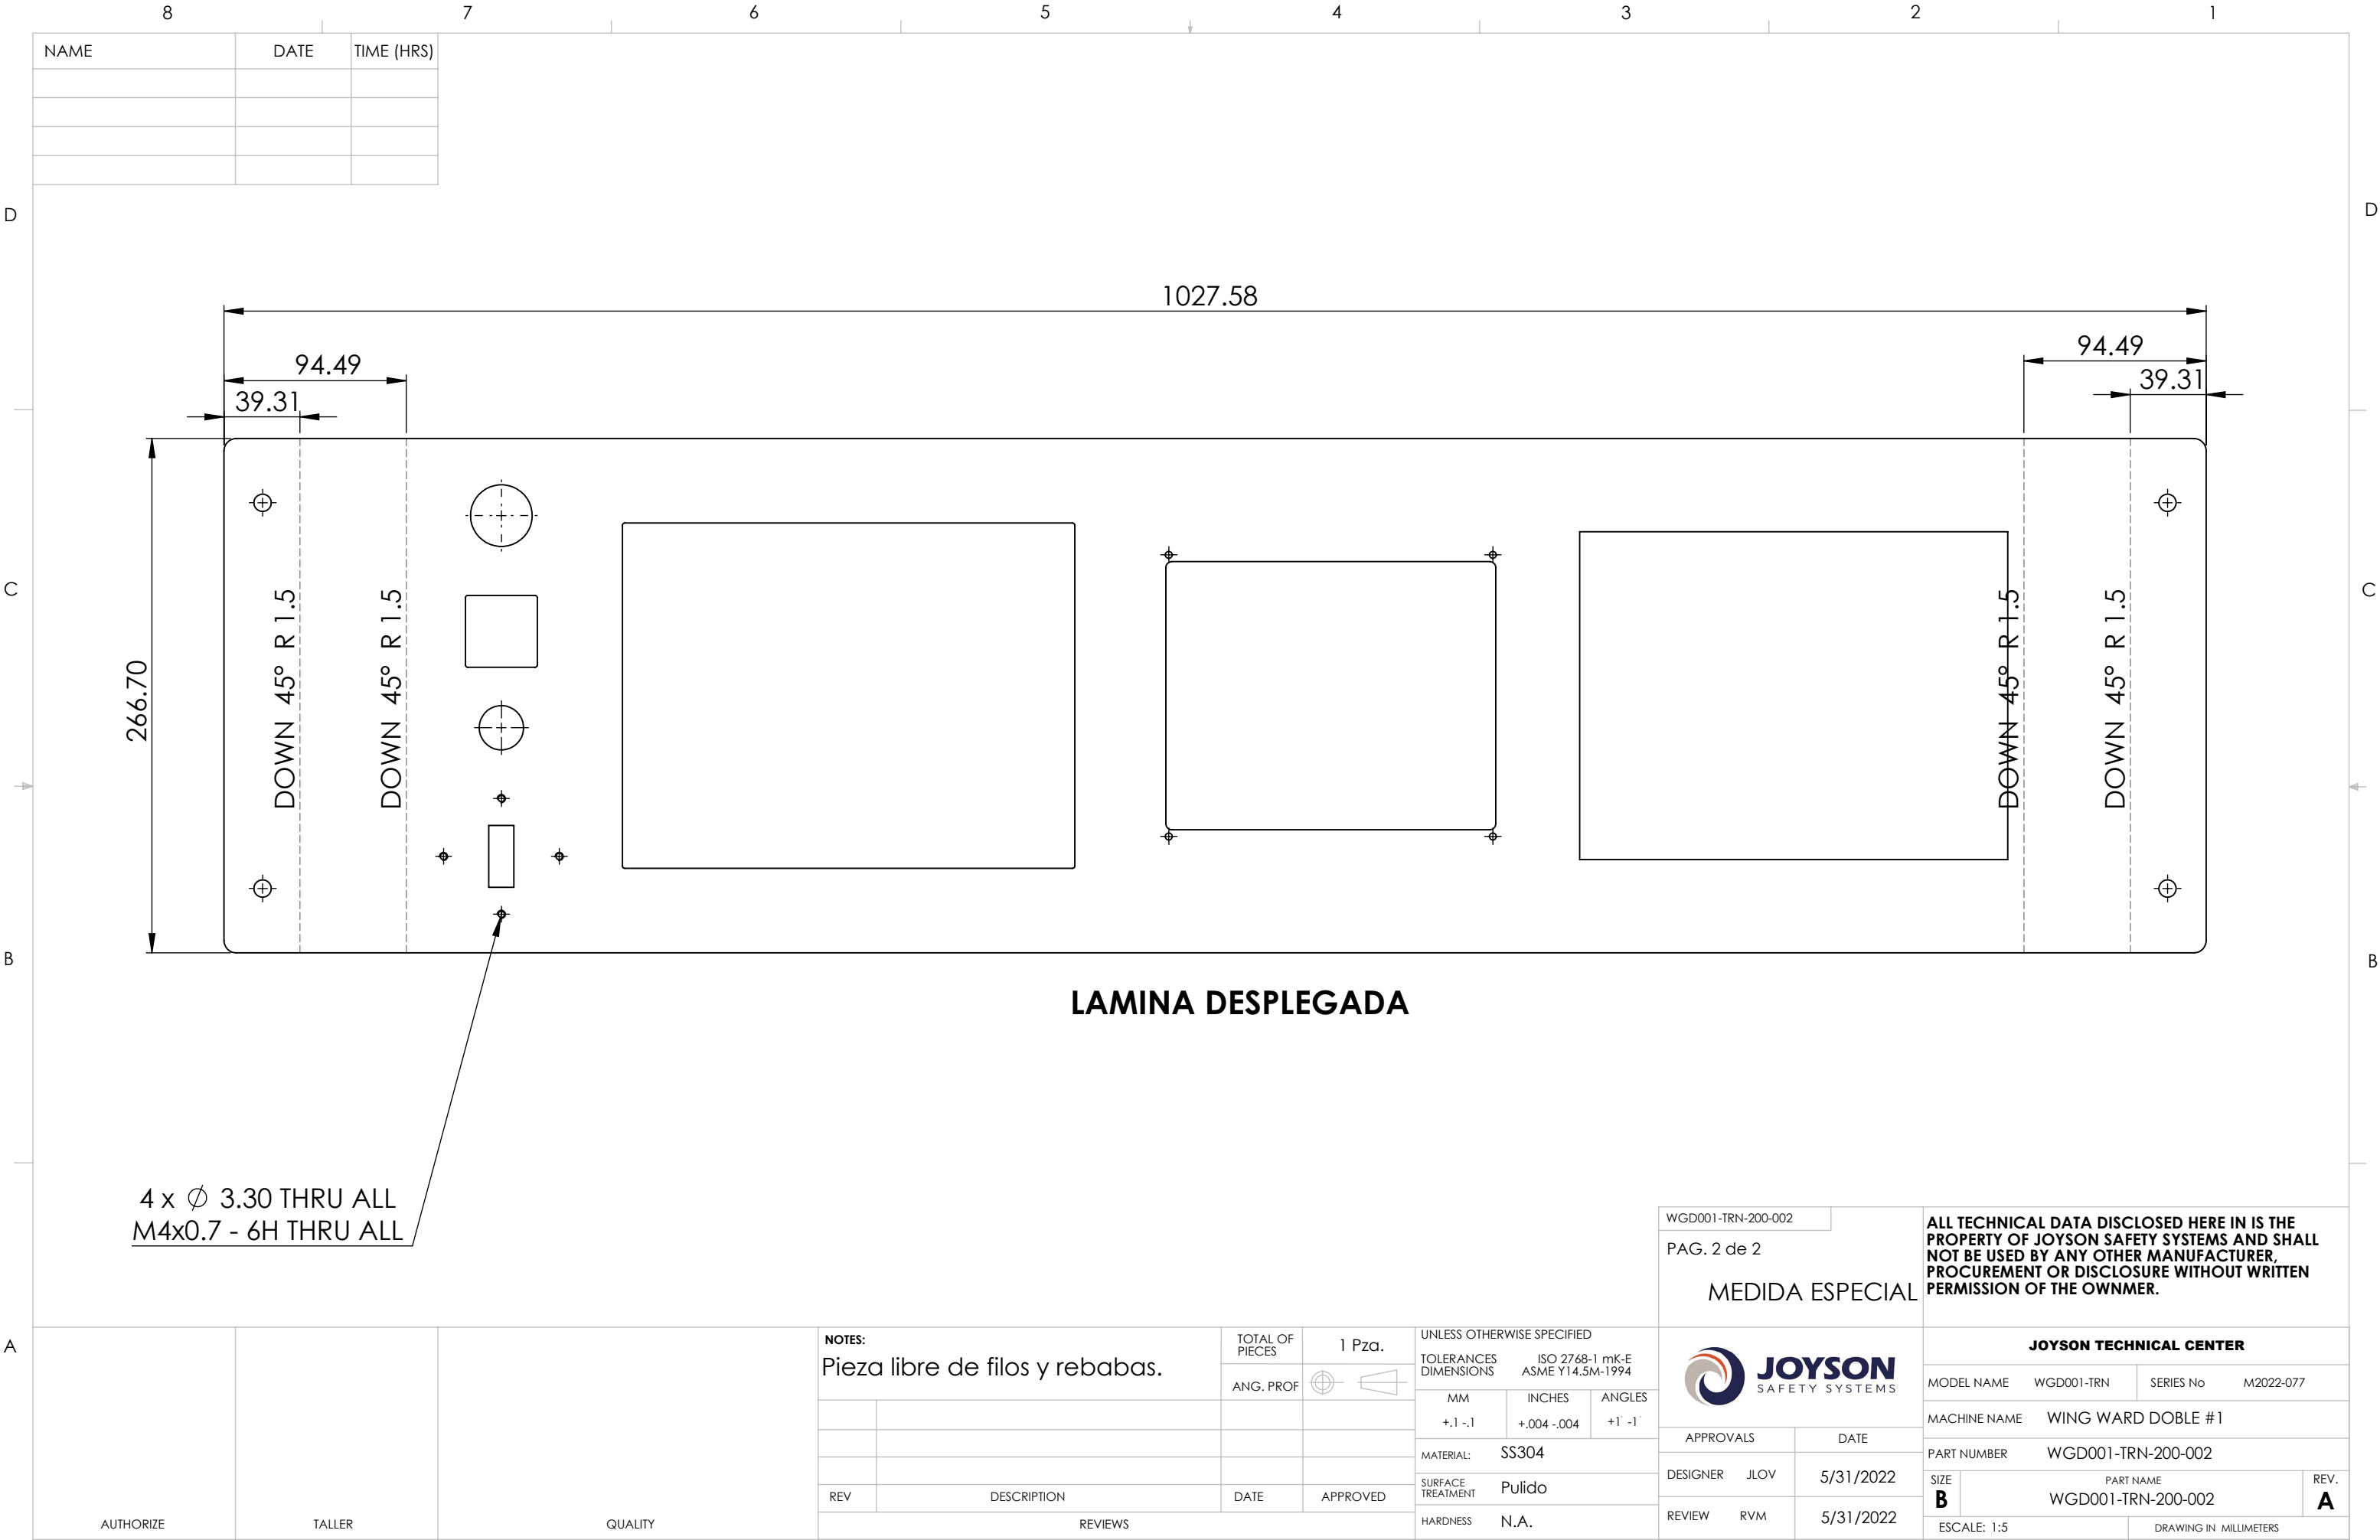 8 7 6 5 4 3 2 1
NAME DATE TIME (HRS)
D D
1027.58
94.49 94.49
39.31 39.31
C C
266.70
DOWN 45° R 1.5
DOWN 45° R 1.5
DOWN 45° R 1.5
DOWN 45° R 1.5
B B
LAMINA DESPLEGADA
4 x ∅ 3.30 THRU ALL
M4x0.7 - 6H THRU ALL
WGD001-TRN-200-002
PAG. 2 de 2
MEDIDA ESPECIAL
ALL TECHNICAL DATA DISCLOSED HERE IN IS THE
PROPERTY OF JOYSON SAFETY SYSTEMS AND SHALL
NOT BE USED BY ANY OTHER MANUFACTURER,
PROCUREMENT OR DISCLOSURE WITHOUT WRITTEN
PERMISSION OF THE OWNMER.
A
AUTHORIZE TALLER QUALITY
NOTES:
Pieza libre de filos y rebabas.
REV DESCRIPTION DATE APPROVED
REVIEWS
TOTAL OF
PIECES
1 Pza.
ANG. PROF
UNLESS OTHERWISE SPECIFIED
TOLERANCES ISO 2768-1 mK-E
DIMENSIONS ASME Y14.5M-1994
MM INCHES ANGLES
+.1 -.1 +.004 -.004 +1° -1°
MATERIAL: SS304
SURFACE
TREATMENT
Pulido
HARDNESS N.A.
JOYSON
SAFETY SYSTEMS
APPROVALS DATE
DESIGNER JLOV 5/31/2022
REVIEW RVM 5/31/2022
JOYSON TECHNICAL CENTER
MODEL NAME WGD001-TRN SERIES No M2022-077
MACHINE NAME WING WARD DOBLE #1
PART NUMBER WGD001-TRN-200-002
SIZE PART NAME REV.
B WGD001-TRN-200-002 A
ESCALE: 1:5 DRAWING IN MILLIMETERS